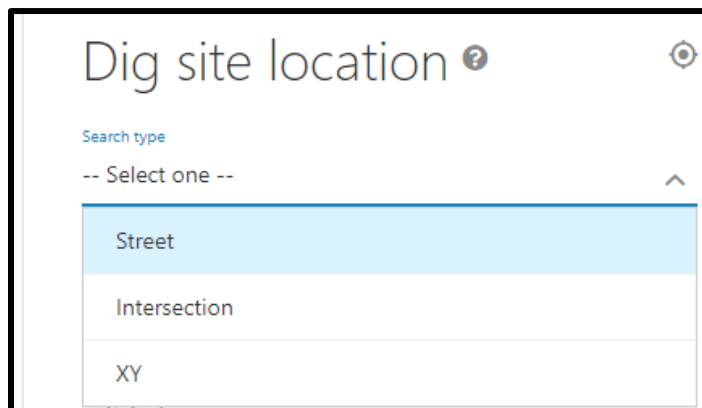 Dig site location ?
Search type
-- Select one --
Street
Intersection
XY